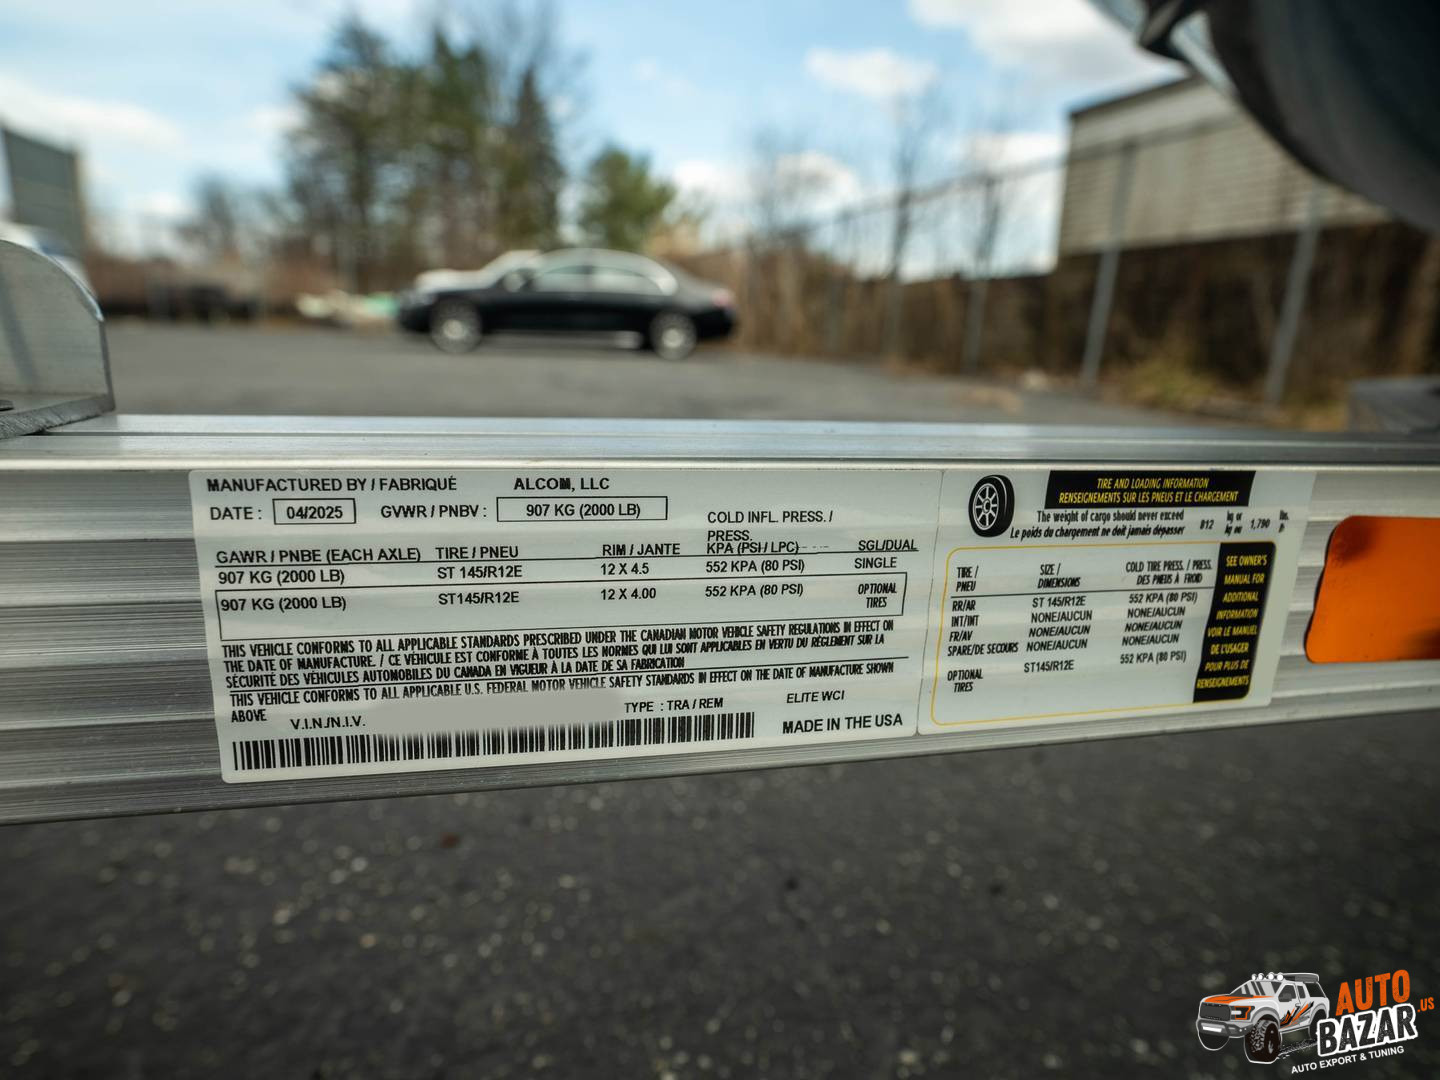 MANUFACTURED BY / FABRIQUÉ ALCOM, LLC
DATE : 04/2025 GVWR / PNBV : 907 KG (2000 LB)
COLD INFL. PRESS. /
PRESS.
GAWR / PNBE (EACH AXLE) TIRE / PNEU RIM / JANTE KPA (PSI / LPC) SGL/DUAL
907 KG (2000 LB) ST 145/R12E 12 X 4.5 552 KPA (80 PSI) SINGLE
907 KG (2000 LB) ST145/R12E 12 X 4.00 552 KPA (80 PSI) OPTIONAL
TIRES
THIS VEHICLE CONFORMS TO ALL APPLICABLE STANDARDS PRESCRIBED UNDER THE CANADIAN MOTOR VEHICLE SAFETY REGULATIONS IN EFFECT ON
THE DATE OF MANUFACTURE. / CE VÉHICULE EST CONFORME À TOUTES LES NORMES QUI LUI SONT APPLICABLES EN VERTU DU RÈGLEMENT SUR LA
SÉCURITÉ DES VÉHICULES AUTOMOBILES DU CANADA EN VIGUEUR À LA DATE DE SA FABRICATION
THIS VEHICLE CONFORMS TO ALL APPLICABLE U.S. FEDERAL MOTOR VEHICLE SAFETY STANDARDS IN EFFECT ON THE DATE OF MANUFACTURE SHOWN
ABOVE
V.I.N./N.I.V. TYPE : TRA / REM ELITE WCI
MADE IN THE USA
TIRE AND LOADING INFORMATION
RENSEIGNEMENTS SUR LES PNEUS ET LE CHARGEMENT
The weight of cargo should never exceed 812 kg or 1,790 lbs.
Le poids du chargement ne doit jamais dépasser kg ou lb
TIRE / SIZE / COLD TIRE PRESS. / PRESS.
PNEU DIMENSIONS DES PNEUS À FROID
RR/AR ST 145/R12E 552 KPA (80 PSI)
INT/INT NONE/AUCUN NONE/AUCUN
FR/AV NONE/AUCUN NONE/AUCUN
SPARE/DE SECOURS NONE/AUCUN NONE/AUCUN
OPTIONAL ST145/R12E 552 KPA (80 PSI)
TIRES
SEE OWNER'S
MANUAL FOR
ADDITIONAL
INFORMATION
VOIR LE MANUEL
DE L'USAGER
POUR PLUS DE
RENSEIGNEMENTS
AUTO
BAZAR.US
AUTO EXPORT & TUNING